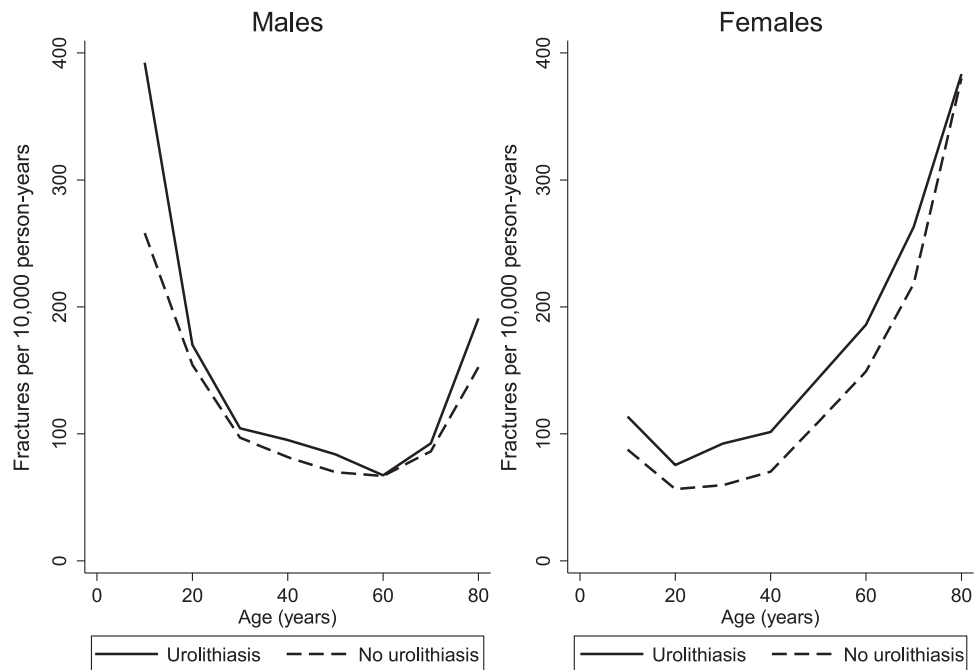 Males
Fractures per 10,000 person-years
400
300
200
100
0
0 20 40 60 80
Age (years)
Urolithiasis No urolithiasis
Females
Fractures per 10,000 person-years
400
300
200
100
0
0 20 40 60 80
Age (years)
Urolithiasis No urolithiasis